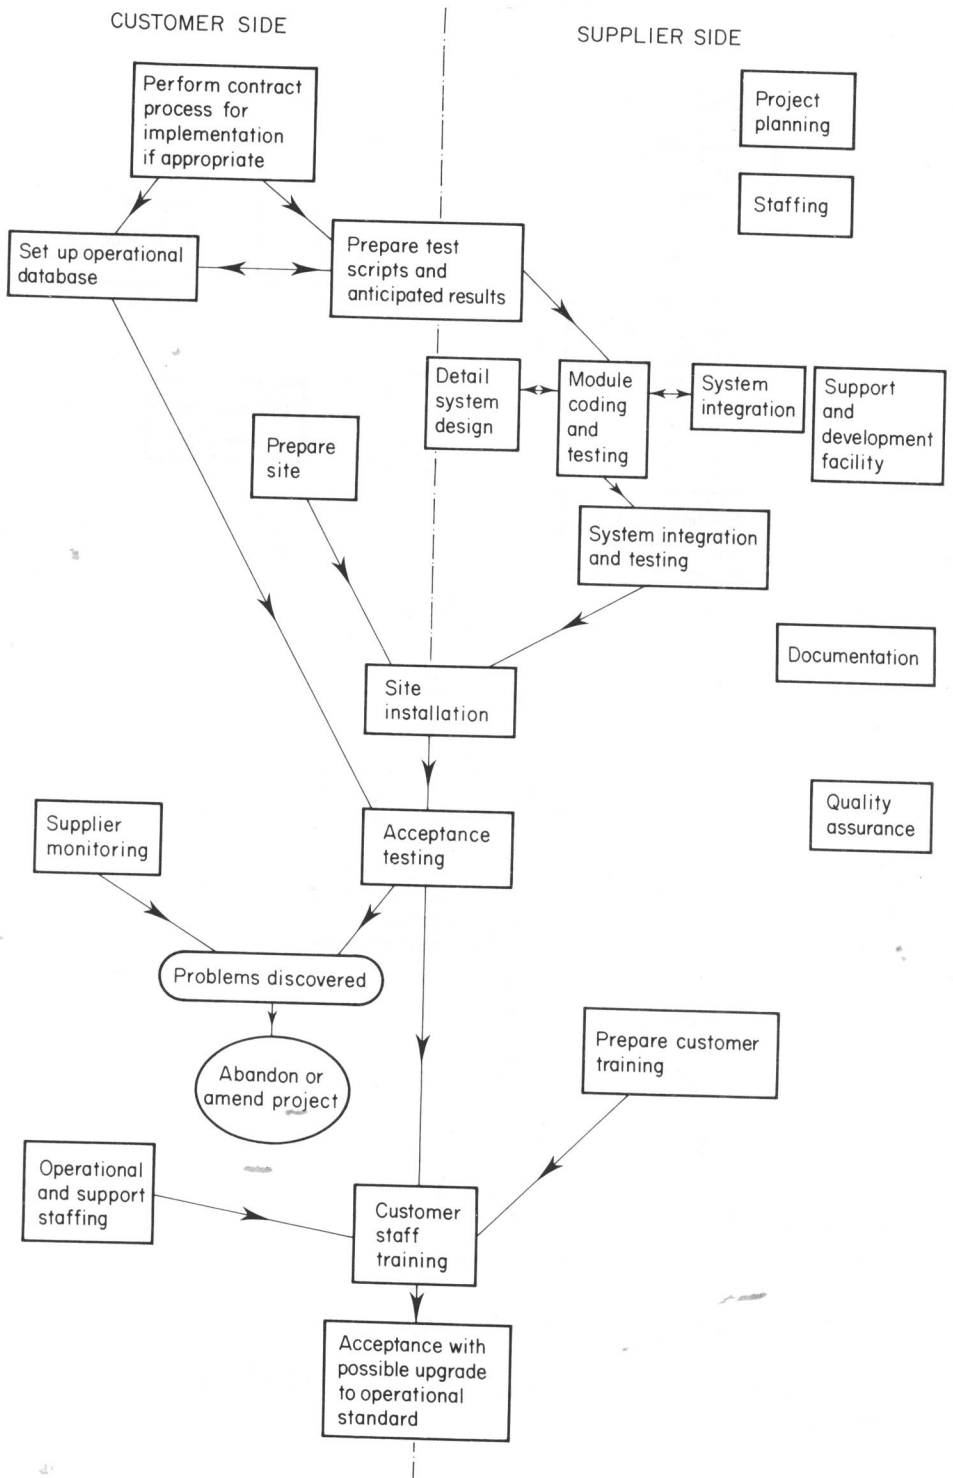 CUSTOMER SIDE
SUPPLIER SIDE
Perform contract
process for
implementation
if appropriate
Project
planning
Staffing
Set up operational
database
Prepare test
scripts and
anticipated results
Detail
system
design
Module
coding
and
testing
System
integration
Support
and
development
facility
Prepare
site
System integration
and testing
Documentation
Site
installation
Quality
assurance
Supplier
monitoring
Acceptance
testing
Problems discovered
Abandon or
amend project
Prepare customer
training
Operational
and support
staffing
Customer
staff
training
Acceptance with
possible upgrade
to operational
standard